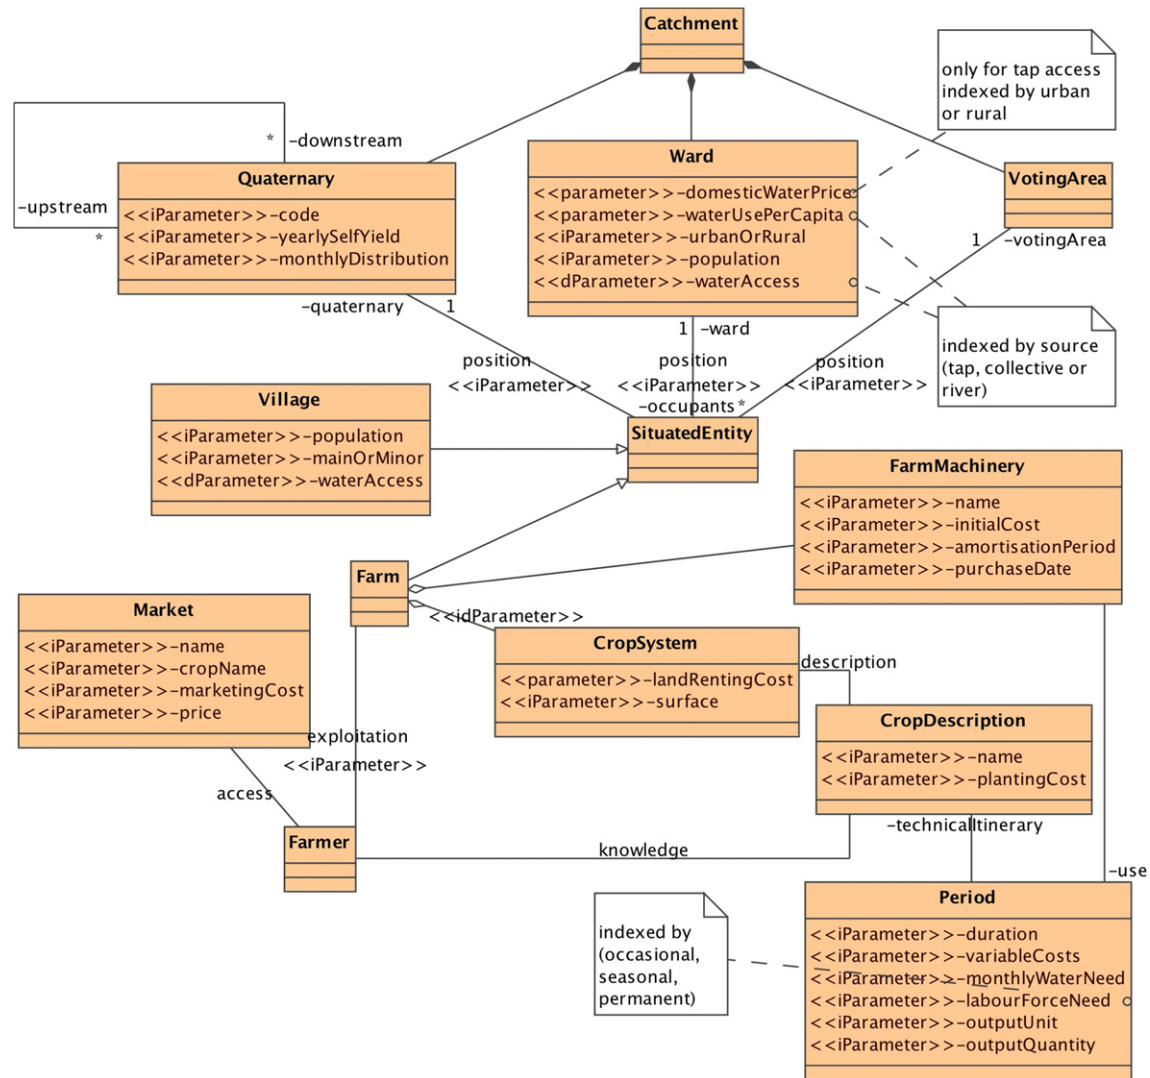 Catchment
only for tap access
indexed by urban
or rural
*
-downstream
Quaternary
<<iParameter>>-code
<<iParameter>>-yearlySelfYield
<<iParameter>>-monthlyDistribution
-upstream
*
Ward
<<parameter>>-domesticWaterPrice
<<parameter>>-waterUsePerCapita
<<iParameter>>-urbanOrRural
<<iParameter>>-population
<<dParameter>>-waterAccess
VotingArea
1
-votingArea
-quaternary
1
1
-ward
indexed by source
(tap, collective or
river)
position
<<iParameter>>
position
<<iParameter>>
position
<<iParameter>>
-occupants
*
Village
<<iParameter>>-population
<<iParameter>>-mainOrMinor
<<dParameter>>-waterAccess
SituatedEntity
FarmMachinery
<<iParameter>>-name
<<iParameter>>-initialCost
<<iParameter>>-amortisationPeriod
<<iParameter>>-purchaseDate
Farm
<<idParameter>>
Market
<<iParameter>>-name
<<iParameter>>-cropName
<<iParameter>>-marketingCost
<<iParameter>>-price
CropSystem
<<parameter>>-landRentingCost
<<iParameter>>-surface
description
CropDescription
<<iParameter>>-name
<<iParameter>>-plantingCost
exploitation
<<iParameter>>
access
Farmer
-technicalItinerary
knowledge
-use
Period
<<iParameter>>-duration
<<iParameter>>-variableCosts
<<iParameter>>-monthlyWaterNeed
<<iParameter>>-labourForceNeed
<<iParameter>>-outputUnit
<<iParameter>>-outputQuantity
indexed by
(occasional,
seasonal,
permanent)